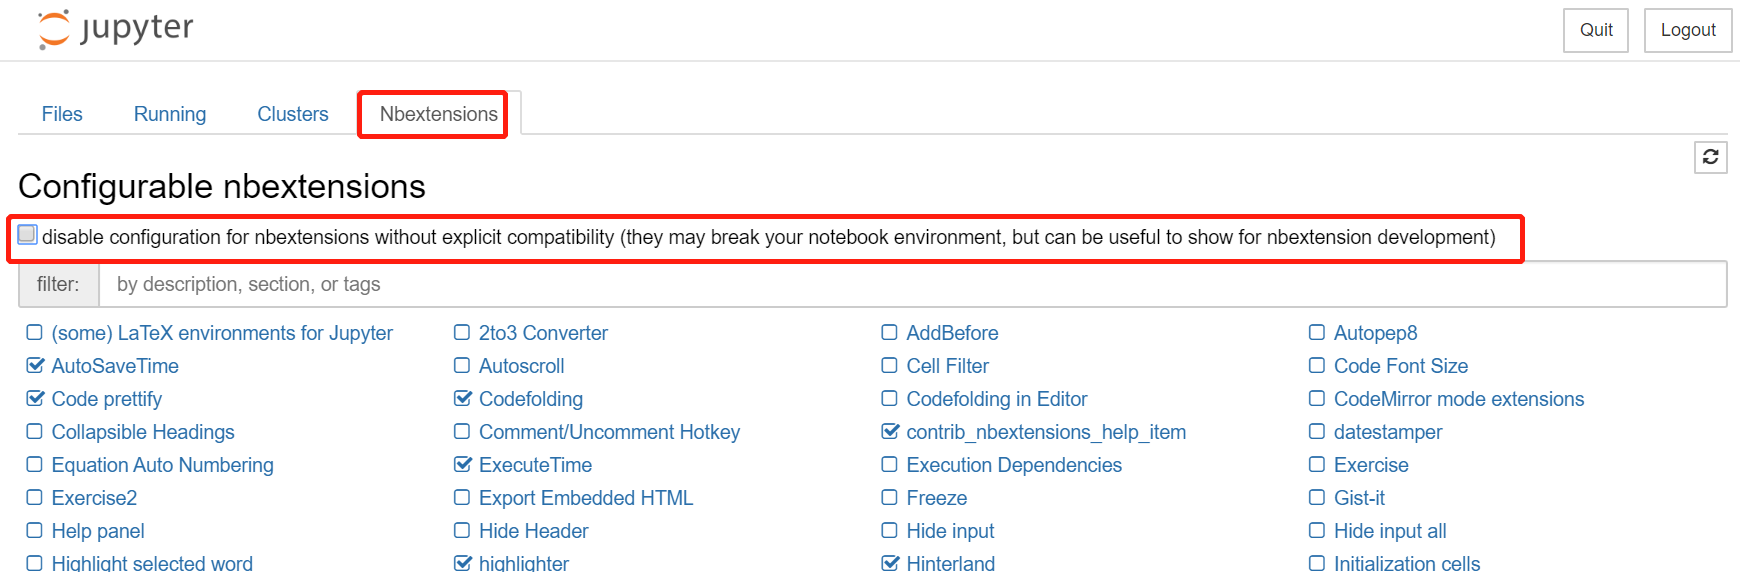 jupyter
Quit
Logout
Files
Running
Clusters
Nbextensions
Configurable nbextensions
disable configuration for nbextensions without explicit compatibility (they may break your notebook environment, but can be useful to show for nbextension development)
filter:
by description, section, or tags
(some) LaTeX environments for Jupyter
2to3 Converter
AddBefore
Autopep8
AutoSaveTime
Autoscroll
Cell Filter
Code Font Size
Code prettify
Codefolding
Codefolding in Editor
CodeMirror mode extensions
Collapsible Headings
Comment/Uncomment Hotkey
contrib_nbextensions_help_item
datestamper
Equation Auto Numbering
ExecuteTime
Execution Dependencies
Exercise
Exercise2
Export Embedded HTML
Freeze
Gist-it
Help panel
Hide Header
Hide input
Hide input all
Highlight selected word
highlighter
Hinterland
Initialization cells